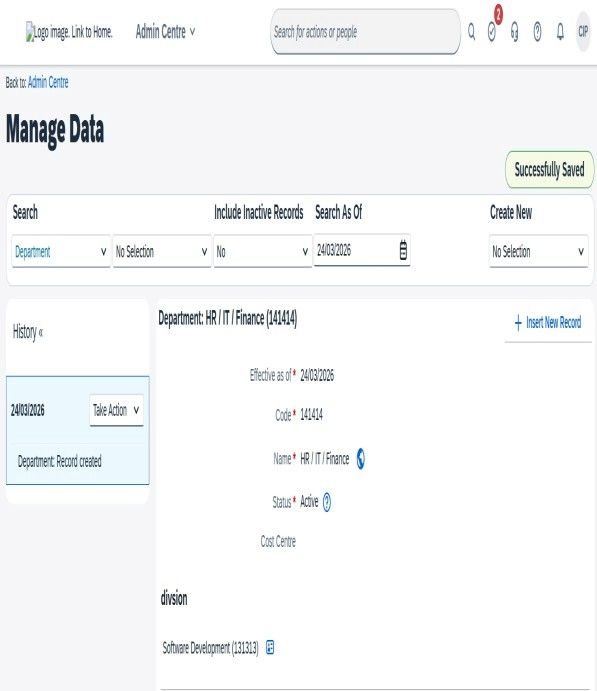 Logo image. Link to Home. Admin Centre Search for actions or people 2 CIP
Back to: Admin Centre
Manage Data
Successfully Saved
Search Include Inactive Records Search As Of Create New
Department No Selection No 24/03/2026 No Selection
History «
24/03/2026 Take Action
Department: Record created
Department: HR / IT / Finance (141414)
+ Insert New Record
Effective as of * 24/03/2026
Code * 141414
Name * HR / IT / Finance
Status * Active ?
Cost Centre
divsion
Software Development (131313)